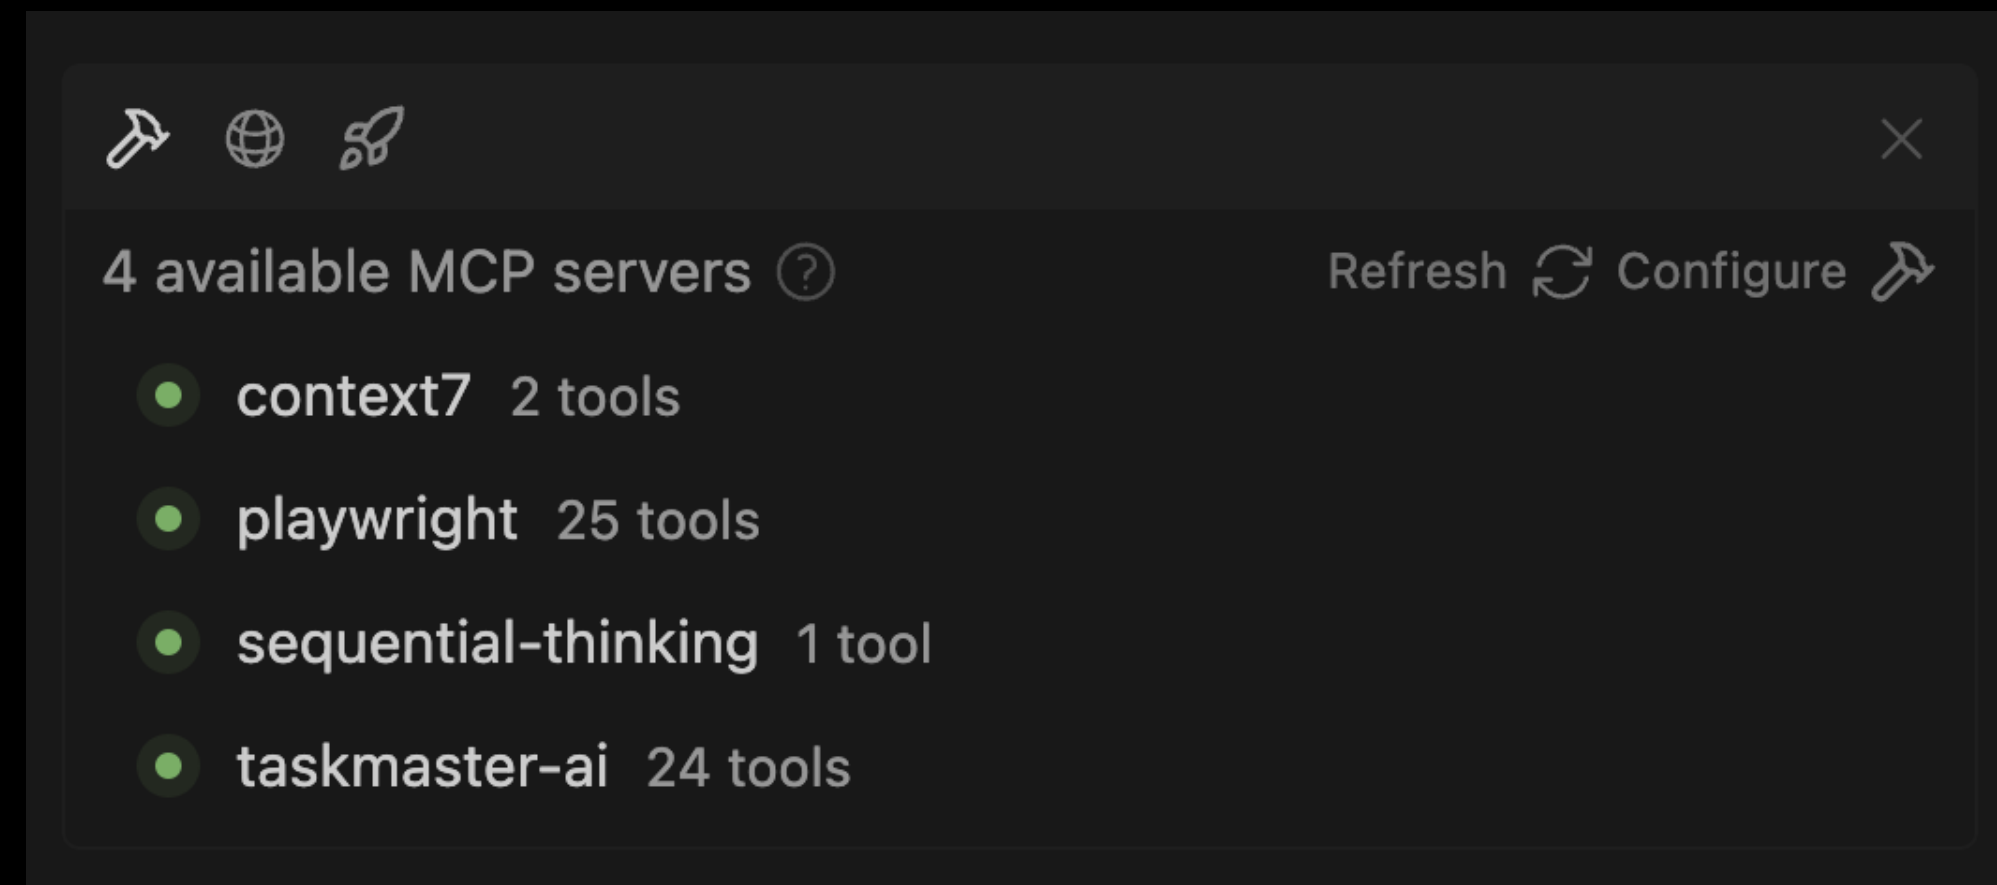 4 available MCP servers ? Refresh Configure
context7 2 tools
playwright 25 tools
sequential-thinking 1 tool
taskmaster-ai 24 tools